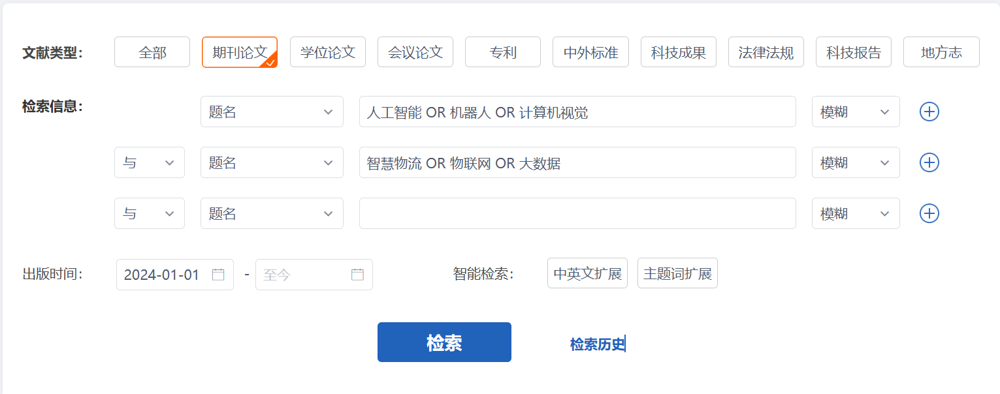 文献类型： 全部 期刊论文 学位论文 会议论文 专利 中外标准 科技成果 法律法规 科技报告 地方志
检索信息： 题名 人工智能 OR 机器人 OR 计算机视觉 模糊
与 题名 智慧物流 OR 物联网 OR 大数据 模糊
与 题名 模糊
出版时间： 2024-01-01 - 至今 智能检索： 中英文扩展 主题词扩展
检索 检索历史